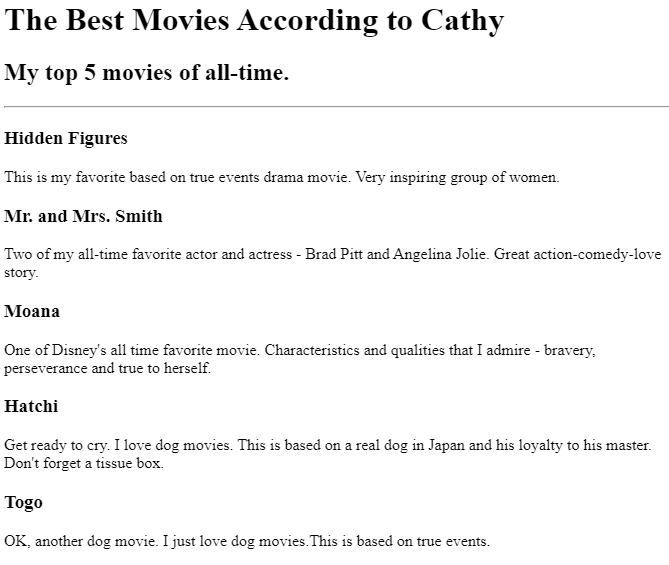 The Best Movies According to Cathy
My top 5 movies of all-time.
Hidden Figures
This is my favorite based on true events drama movie. Very inspiring group of women.
Mr. and Mrs. Smith
Two of my all-time favorite actor and actress - Brad Pitt and Angelina Jolie. Great action-comedy-love
story.
Moana
One of Disney's all time favorite movie. Characteristics and qualities that I admire - bravery,
perseverance and true to herself.
Hatchi
Get ready to cry. I love dog movies. This is based on a real dog in Japan and his loyalty to his master.
Don't forget a tissue box.
Togo
OK, another dog movie. I just love dog movies.This is based on true events.